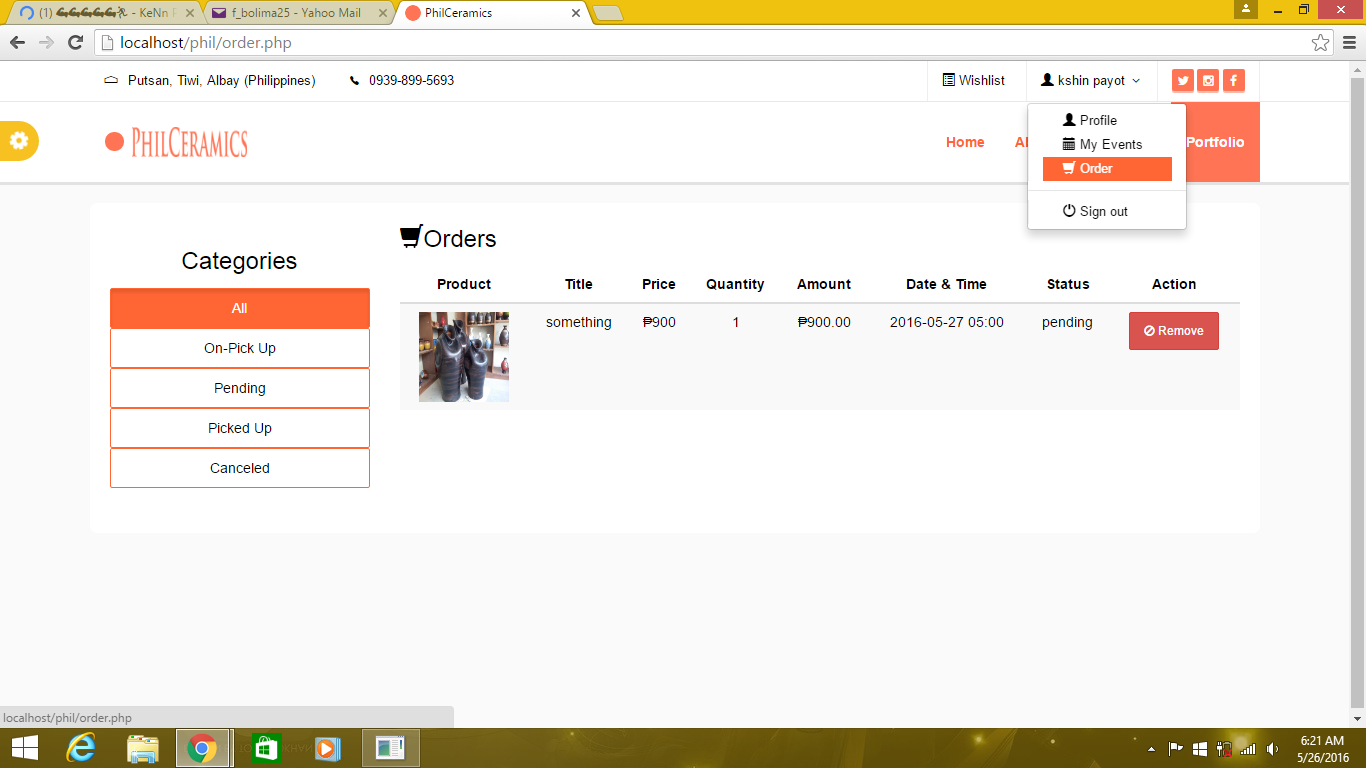 (1)
- KeNn
f_bolima25 - Yahoo Mail
PhilCeramics
localhost/phil/order.php
Putsan, Tiwi, Albay (Philippines)
0939-899-5693
Wishlist
kshin payot
PHILCERAMICS
Home
Portfolio
Profile
My Events
Order
Sign out
Categories
All
On-Pick Up
Pending
Picked Up
Canceled
Orders
Product Title Price Quantity Amount Date & Time Status Action
something ₱900 1 ₱900.00 2016-05-27 05:00 pending Remove
localhost/phil/order.php
6:21 AM
5/26/2016